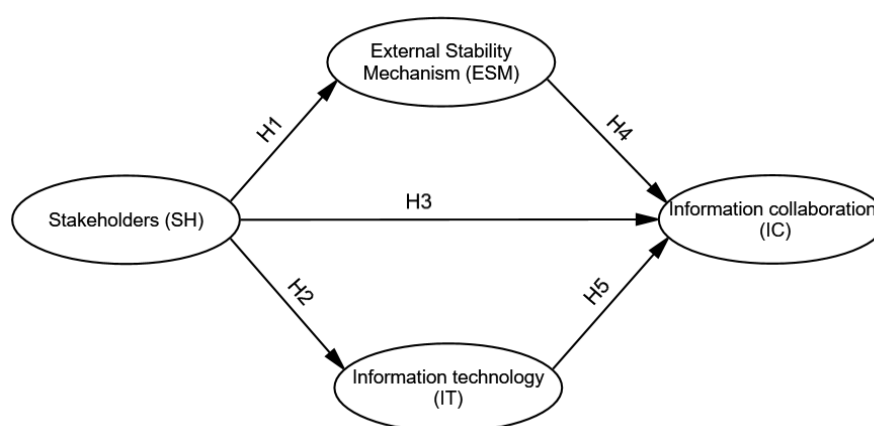 External Stability
Mechanism (ESM)
H1
H4
Stakeholders (SH)
H3
Information collaboration
(IC)
H2
H5
Information technology
(IT)